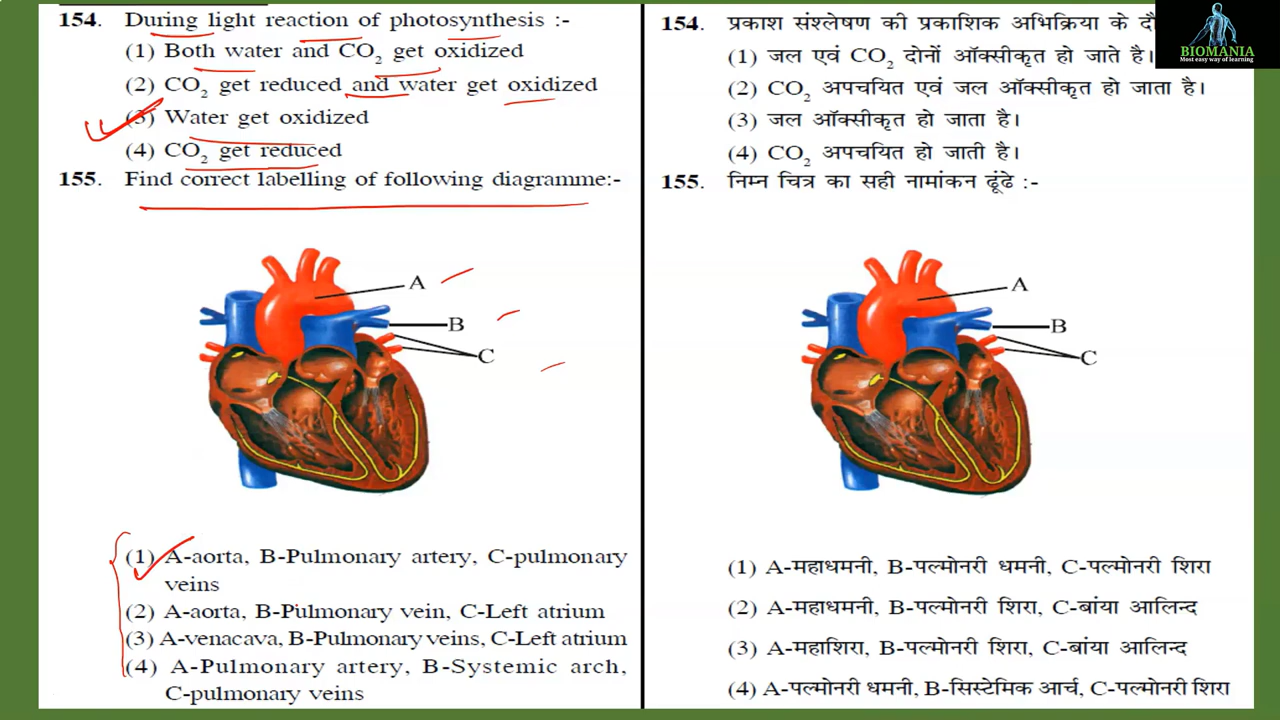 154. During light reaction of photosynthesis :-
(1) Both water and CO2 get oxidized
(2) CO2 get reduced and water get oxidized
(3) Water get oxidized
(4) CO2 get reduced
155. Find correct labelling of following diagramme:-
A
B
C
(1) A-aorta, B-Pulmonary artery, C-pulmonary
veins
(2) A-aorta, B-Pulmonary vein, C-Left atrium
(3) A-venacava, B-Pulmonary veins, C-Left atrium
(4) A-Pulmonary artery, B-Systemic arch,
C-pulmonary veins
154. प्रकाश संश्लेषण की प्रकाशिक अभिक्रिया के
(1) जल एवं CO2 दोनों ऑक्सीकृत हो जाते है।
(2) CO2 अपचयित एवं जल ऑक्सीकृत हो जाता है।
(3) जल ऑक्सीकृत हो जाता है।
(4) CO2 अपचयित हो जाती है।
155. निम्न चित्र का सही नामांकन ढूंढे :-
A
B
C
(1) A-महाधमनी, B-पल्मोनरी धमनी, C-पल्मोनरी शिरा
(2) A-महाधमनी, B-पल्मोनरी शिरा, C-बांया आलिन्द
(3) A-महाशिरा, B-पल्मोनरी शिरा, C-बांया आलिन्द
(4) A-पल्मोनरी धमनी, B-सिस्टेमिक आर्च, C-पल्मोनरी शिरा
BIOMANIA
Most easy way of learning